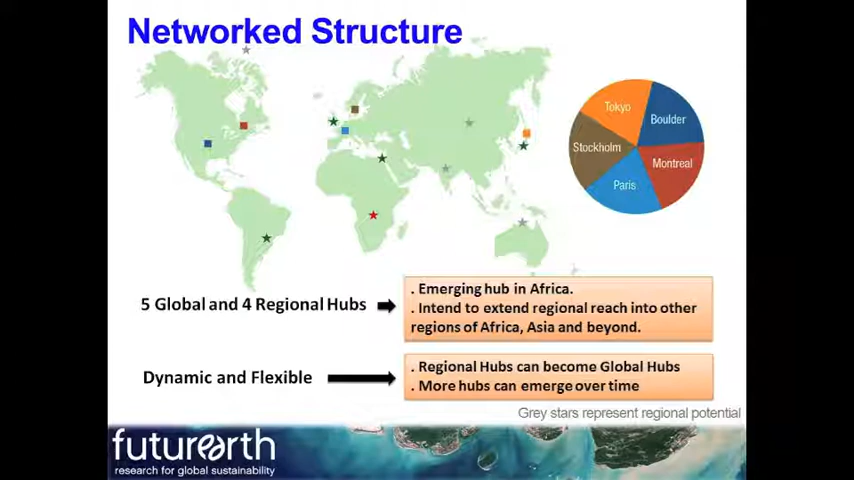 Networked Structure
Tokyo
Boulder
Stockholm
Montreal
Paris
5 Global and 4 Regional Hubs
. Emerging hub in Africa.
. Intend to extend regional reach into other
regions of Africa, Asia and beyond.
Dynamic and Flexible
. Regional Hubs can become Global Hubs
. More hubs can emerge over time
Grey stars represent regional potential
futurearth
research for global sustainability